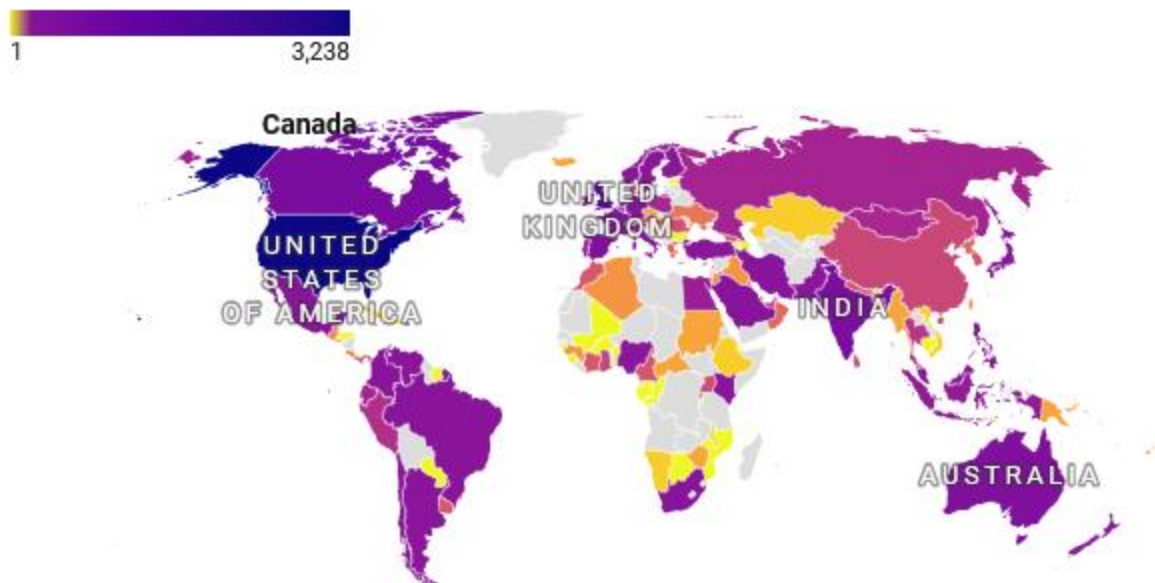 1 3,238
Canada
UNITED
KINGDOM
UNITED
STATES
OF AMERICA
INDIA
AUSTRALIA